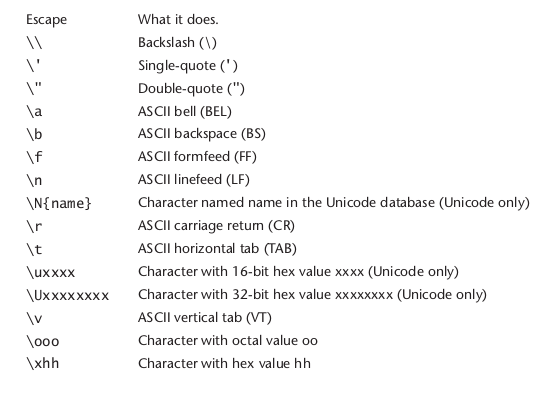 Escape What it does.
\\ Backslash (\)
\' Single-quote (')
\" Double-quote (")
\a ASCII bell (BEL)
\b ASCII backspace (BS)
\f ASCII formfeed (FF)
\n ASCII linefeed (LF)
\N{name} Character named name in the Unicode database (Unicode only)
\r ASCII carriage return (CR)
\t ASCII horizontal tab (TAB)
\uxxxx Character with 16-bit hex value xxxx (Unicode only)
\Uxxxxxxxx Character with 32-bit hex value xxxxxxxx (Unicode only)
\v ASCII vertical tab (VT)
\ooo Character with octal value oo
\xhh Character with hex value hh